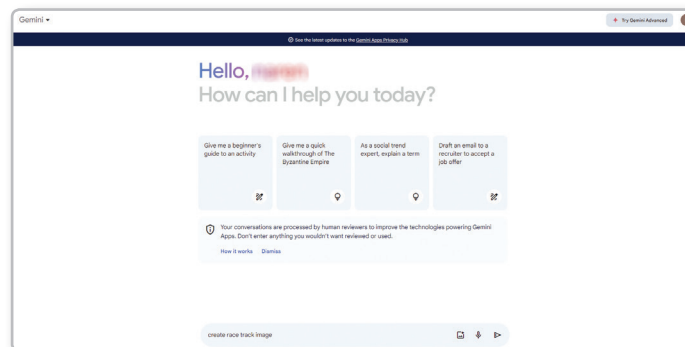 Gemini
Try Gemini Advanced
See the latest updates to the Gemini Apps Privacy Hub
Hello,
How can I help you today?
Give me a beginner's
guide to an activity
Give me a quick
walkthrough of The
Byzantine Empire
As a social trend
expert, explain a term
Draft an email to a
recruiter to accept a
job offer
Your conversations are processed by human reviewers to improve the technologies powering Gemini
Apps. Don't enter anything you wouldn't want reviewed or used.
How it works Dismiss
create race track image